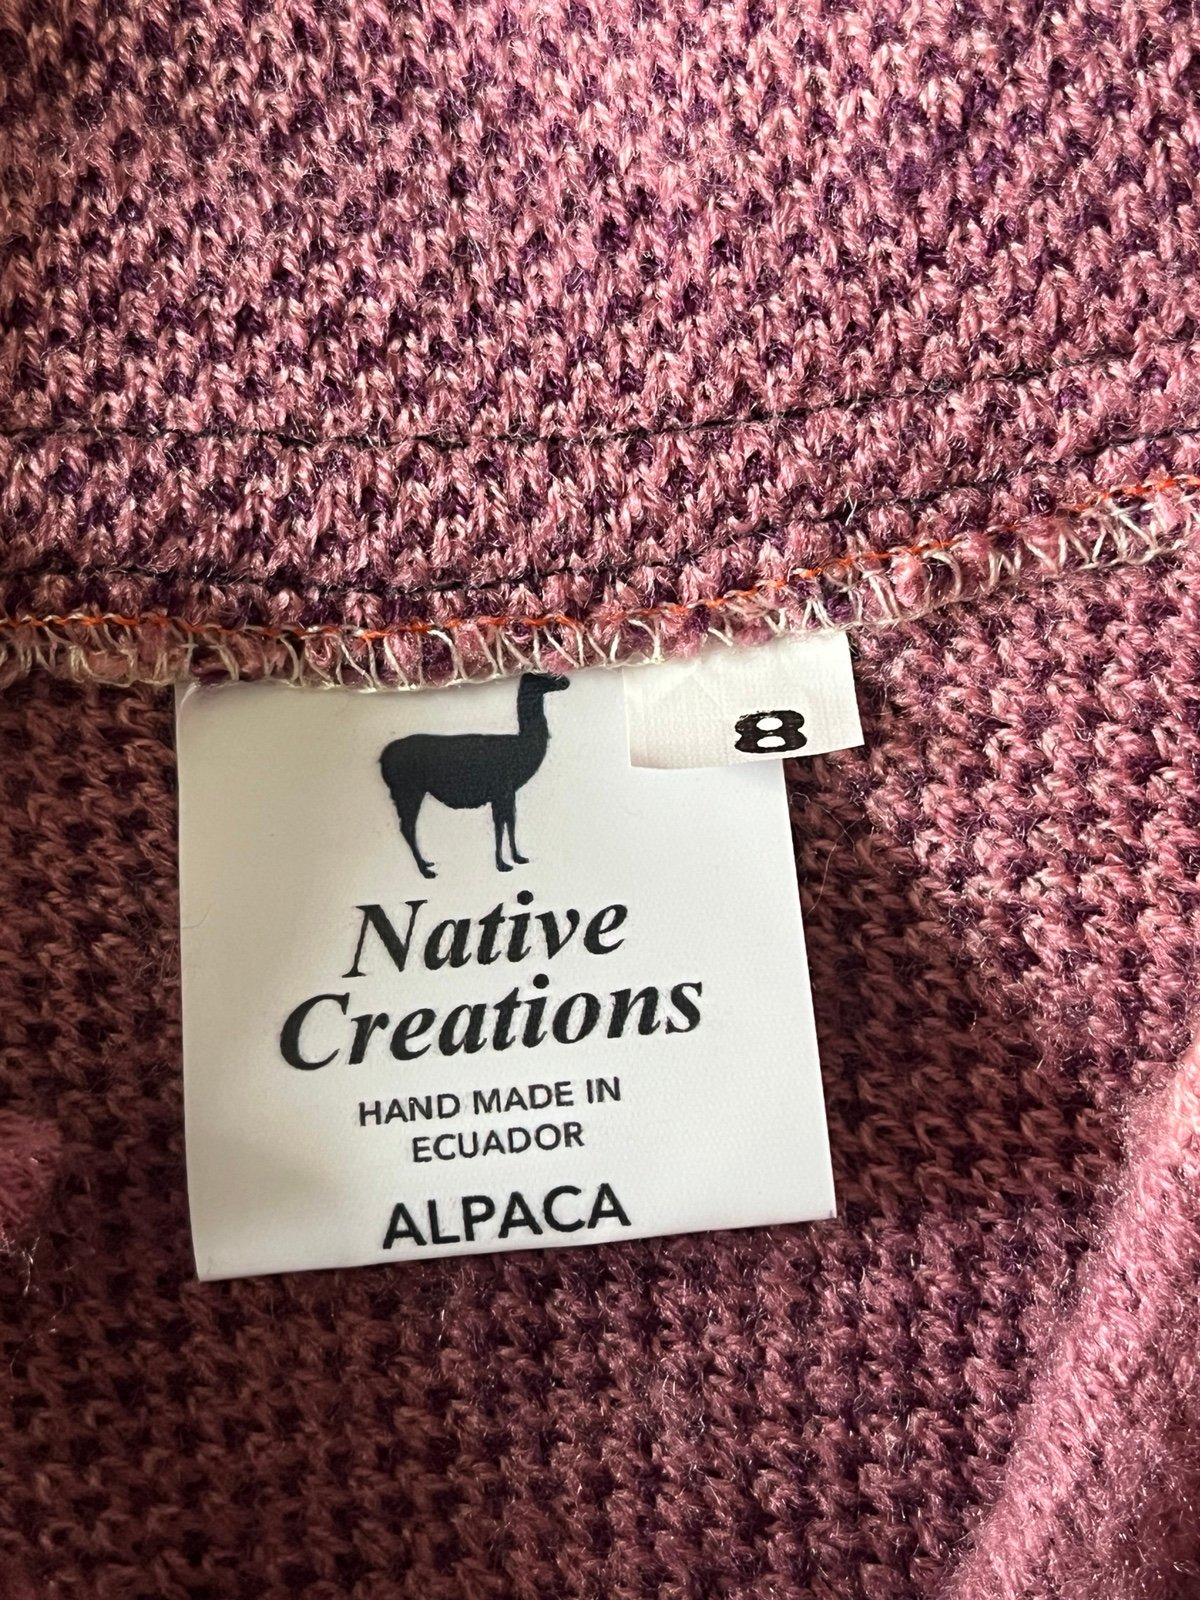 8
Native
Creations
HAND MADE IN
ECUADOR
ALPACA